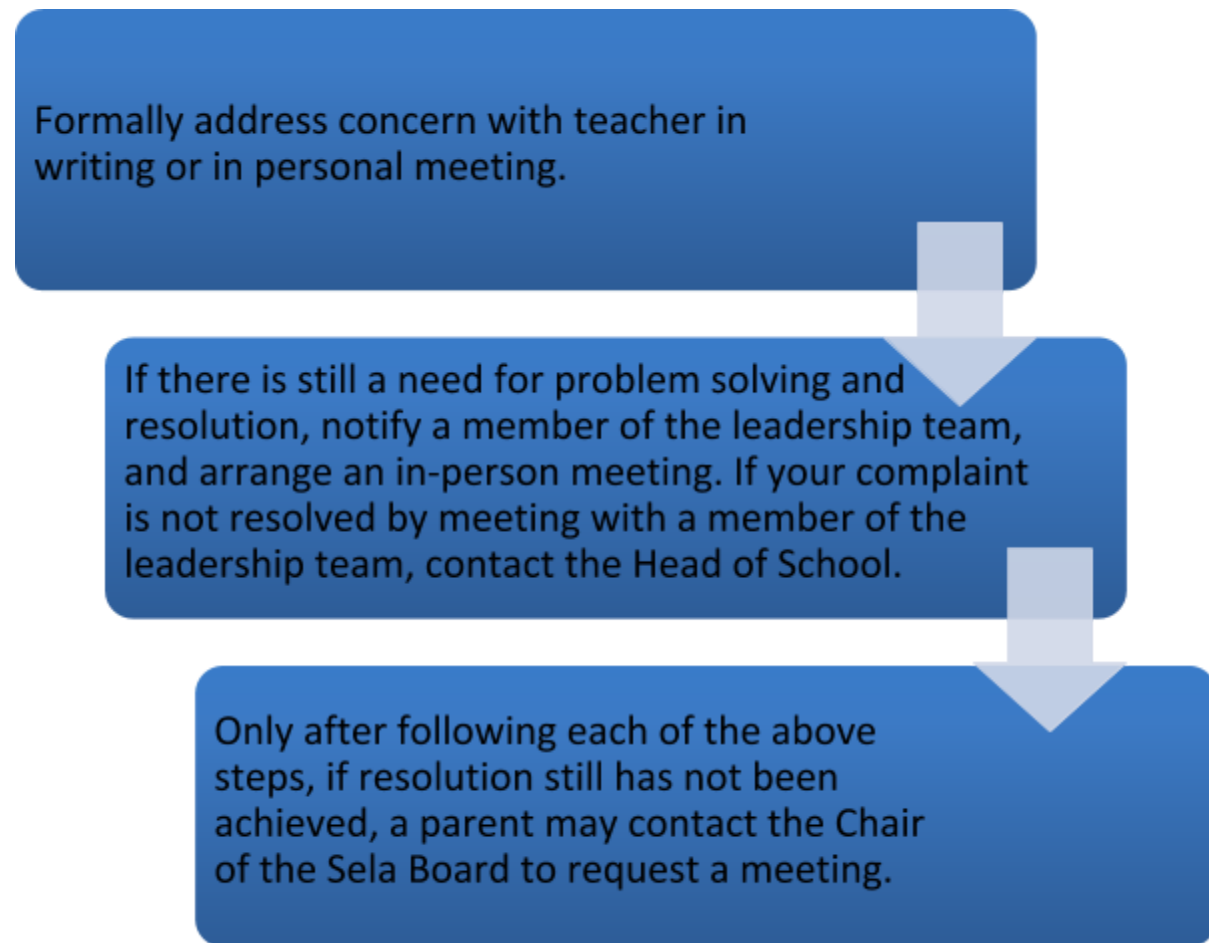 Formally address concern with teacher in
writing or in personal meeting.
If there is still a need for problem solving and
resolution, notify a member of the leadership team,
and arrange an in-person meeting. If your complaint
is not resolved by meeting with a member of the
leadership team, contact the Head of School.
Only after following each of the above
steps, if resolution still has not been
achieved, a parent may contact the Chair
of the Sela Board to request a meeting.